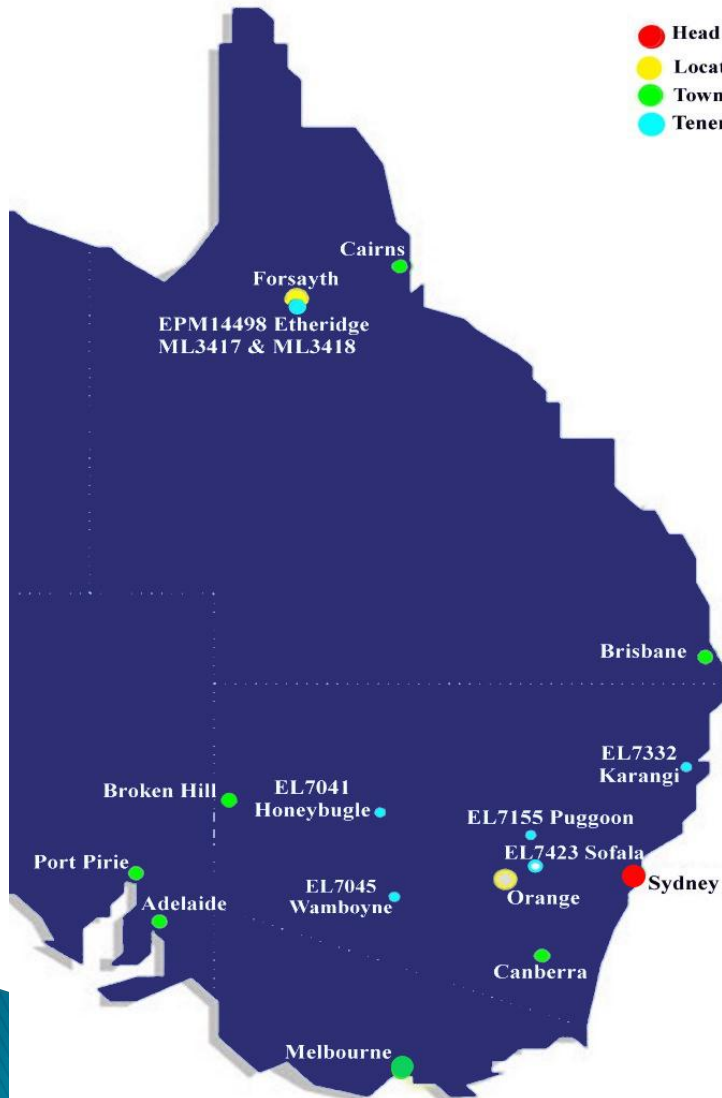 Head
Locat
Town
Tener
Cairns
Forsayth
EPM14498 Etheridge
ML3417 & ML3418
Brisbane
EL7332
Karangi
EL7041
Honeybugle
Broken Hill
EL7155 Puggoon
EL7423 Sofala
Port Pirie
EL7045
Wamboyne
Orange
Sydney
Adelaide
Canberra
Melbourne